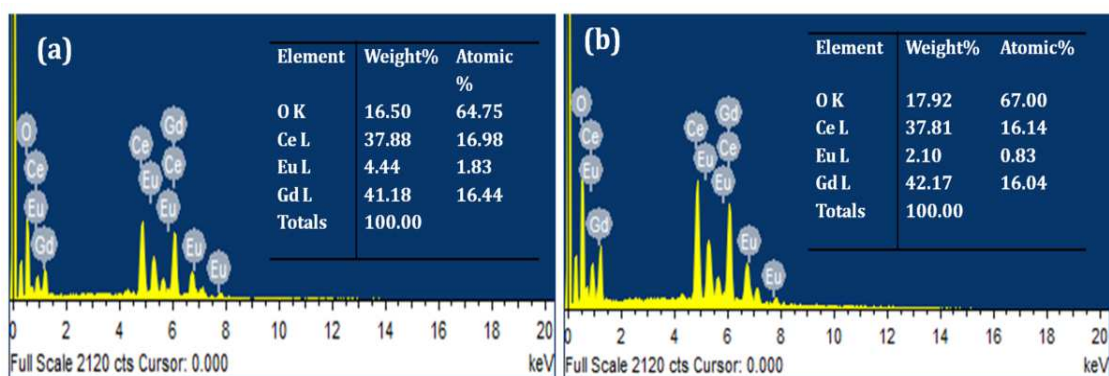 (a)
Element Weight% Atomic
%
O K 16.50 64.75
Ce L 37.88 16.98
Eu L 4.44 1.83
Gd L 41.18 16.44
Totals 100.00
O
Ce
Eu
Gd
Ce
Eu
Gd
Ce
Eu
Eu
Eu
0 2 4 6 8 10 12 14 16 18 20
Full Scale 2120 cts Cursor: 0.000 keV
(b)
Element Weight% Atomic%
O K 17.92 67.00
Ce L 37.81 16.14
Eu L 2.10 0.83
Gd L 42.17 16.04
Totals 100.00
O
Ce
Eu
Gd
Ce
Eu
Gd
Ce
Eu
Eu
Eu
0 2 4 6 8 10 12 14 16 18 20
Full Scale 2120 cts Cursor: 0.000 keV